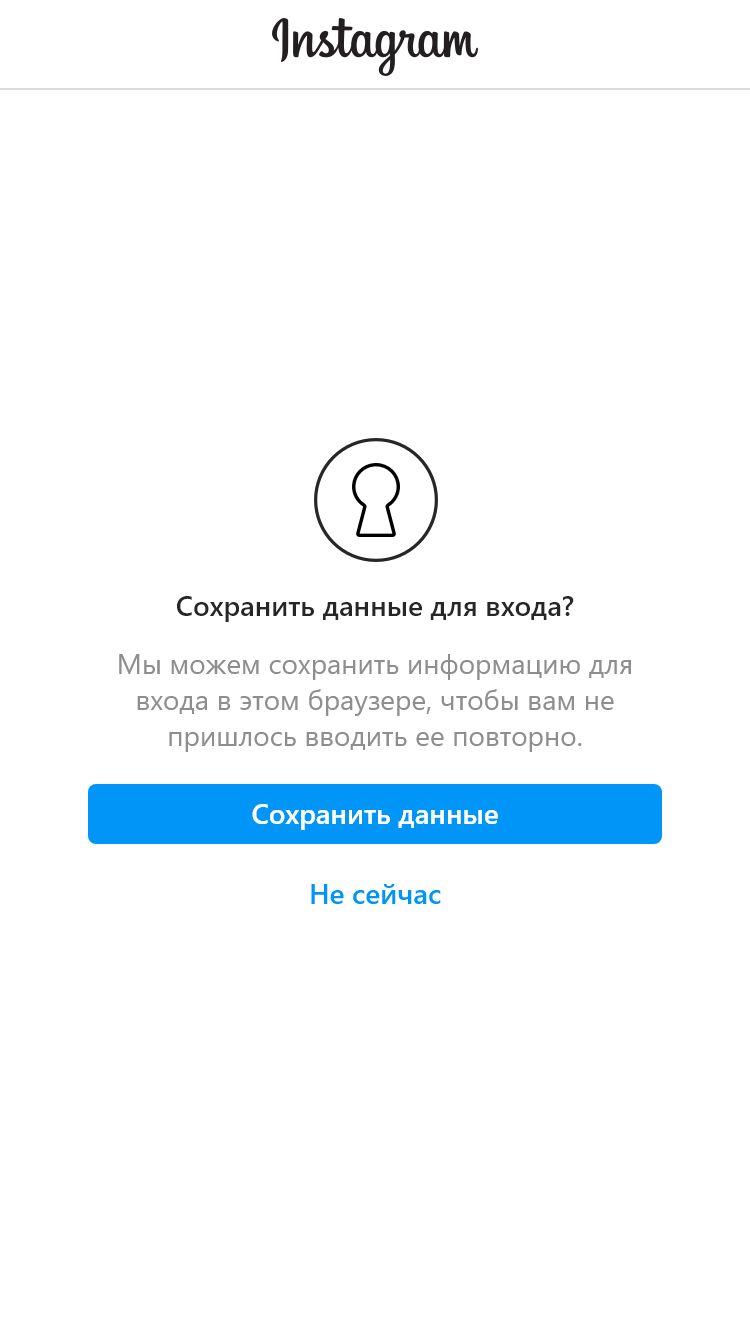 Instagram
Сохранить данные для входа?
Мы можем сохранить информацию для
входа в этом браузере, чтобы вам не
пришлось вводить ее повторно.
Сохранить данные
Не сейчас